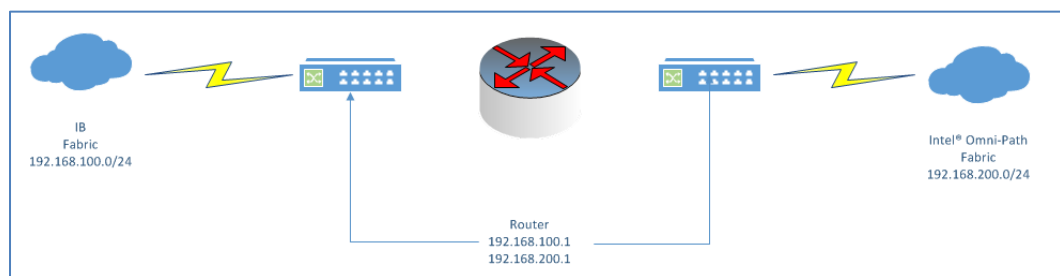 IB
Fabric
192.168.100.0/24
Intel® Omni-Path
Fabric
192.168.200.0/24
Router
192.168.100.1
192.168.200.1